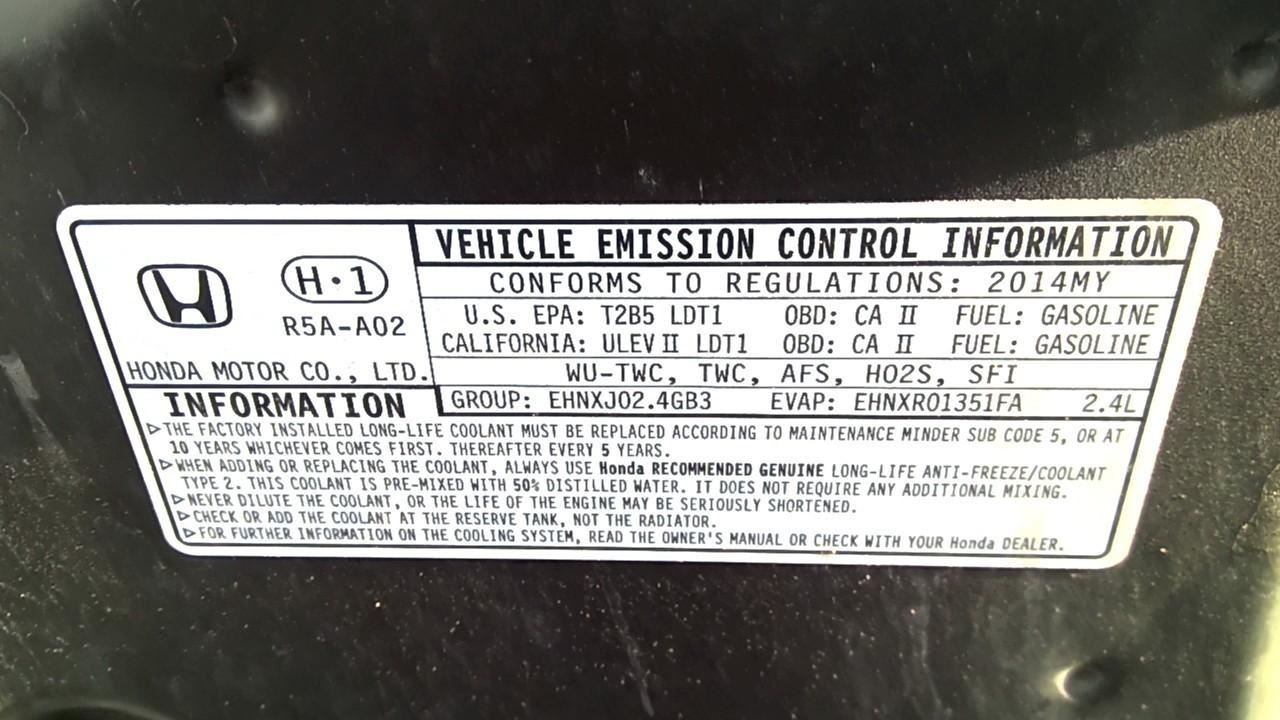 H·1
R5A-A02
HONDA MOTOR CO., LTD.
VEHICLE EMISSION CONTROL INFORMATION
CONFORMS TO REGULATIONS: 2014MY
U.S. EPA: T2B5 LDT1 OBD: CA II FUEL: GASOLINE
CALIFORNIA: ULEV II LDT1 OBD: CA II FUEL: GASOLINE
WU-TWC, TWC, AFS, HO2S, SFI
GROUP: EHNXJ02.4GB3 EVAP: EHNXR01351FA 2.4L
INFORMATION
▷THE FACTORY INSTALLED LONG-LIFE COOLANT MUST BE REPLACED ACCORDING TO MAINTENANCE MINDER SUB CODE 5, OR AT
10 YEARS WHICHEVER COMES FIRST. THEREAFTER EVERY 5 YEARS.
▷WHEN ADDING OR REPLACING THE COOLANT, ALWAYS USE Honda RECOMMENDED GENUINE LONG-LIFE ANTI-FREEZE/COOLANT
TYPE 2. THIS COOLANT IS PRE-MIXED WITH 50% DISTILLED WATER. IT DOES NOT REQUIRE ANY ADDITIONAL MIXING.
▷NEVER DILUTE THE COOLANT, OR THE LIFE OF THE ENGINE MAY BE SERIOUSLY SHORTENED.
▷CHECK OR ADD THE COOLANT AT THE RESERVE TANK, NOT THE RADIATOR.
▷FOR FURTHER INFORMATION ON THE COOLING SYSTEM, READ THE OWNER'S MANUAL OR CHECK WITH YOUR Honda DEALER.